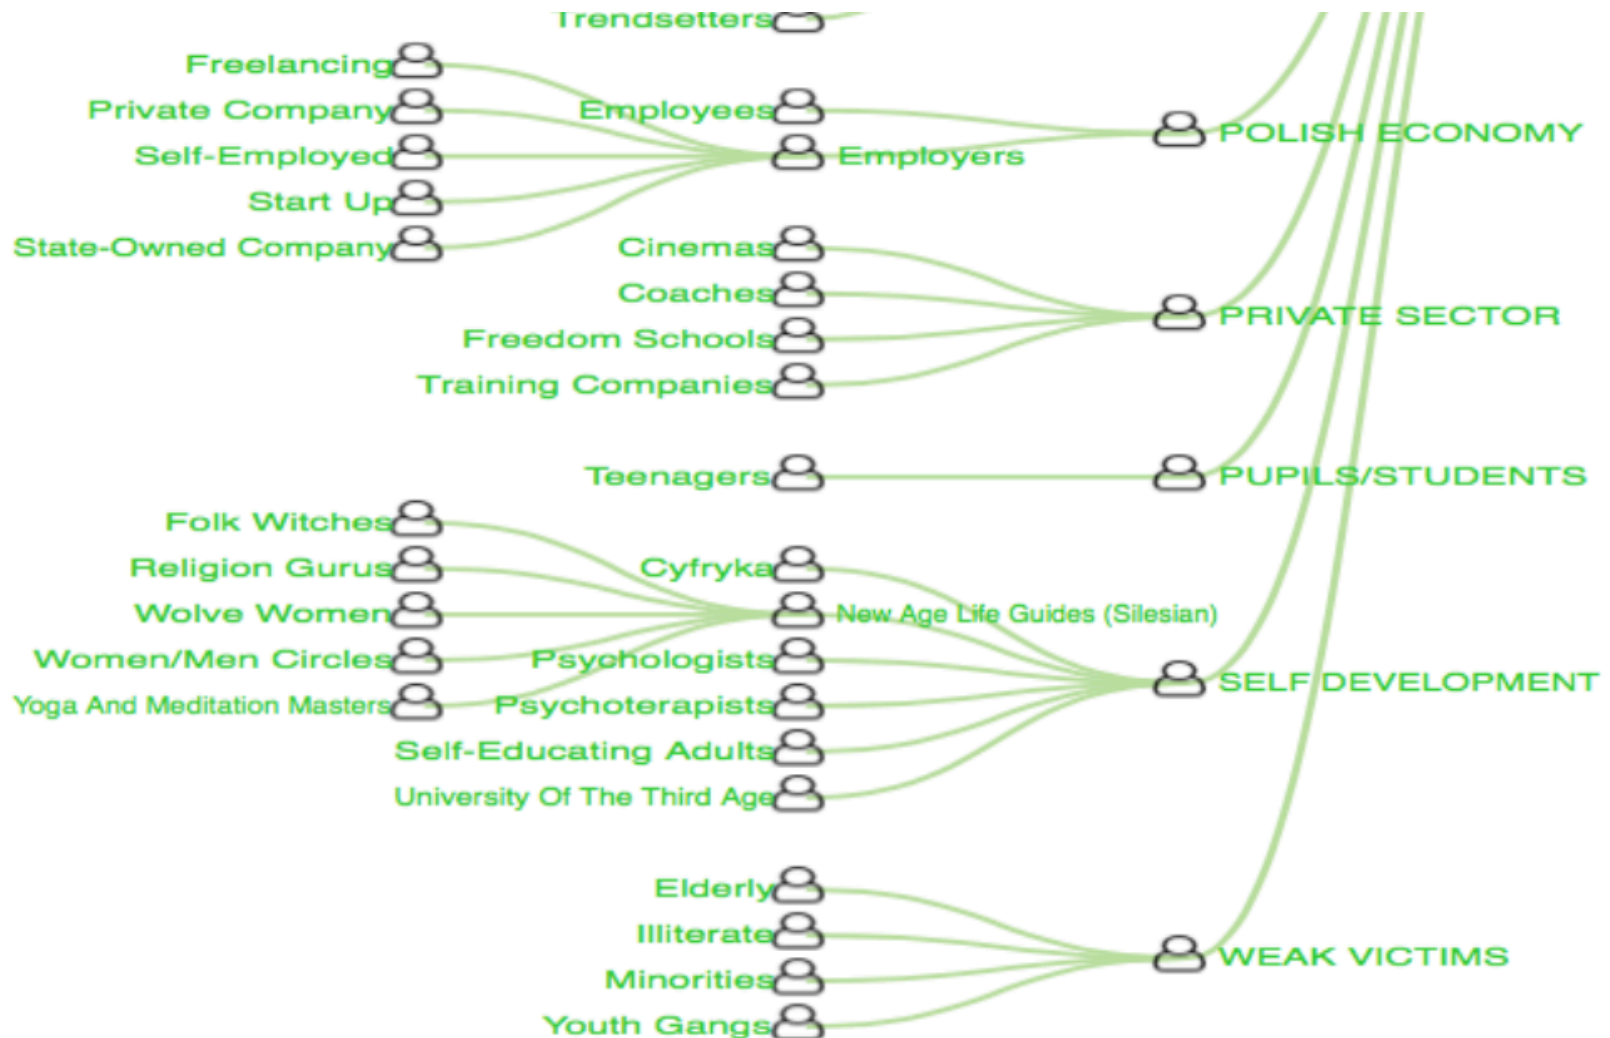 Trendsetters
Freelancing
Private Company
Employees
POLISH ECONOMY
Self-Employed
Employers
Start Up
State-Owned Company
Cinemas
Coaches
PRIVATE SECTOR
Freedom Schools
Training Companies
Teenagers
PUPILS/STUDENTS
Folk Witches
Religion Gurus
Cyfryka
Wolve Women
New Age Life Guides (Silesian)
Women/Men Circles
Psychologists
SELF DEVELOPMENT
Yoga And Meditation Masters
Psychoterapists
Self-Educating Adults
University Of The Third Age
Elderly
Illiterate
WEAK VICTIMS
Minorities
Youth Gangs